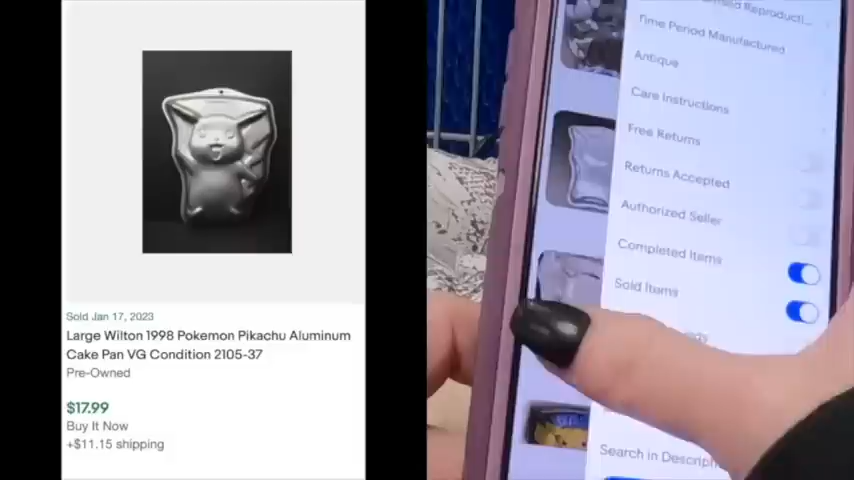 Sold Jan 17, 2023
Large Wilton 1998 Pokemon Pikachu Aluminum
Cake Pan VG Condition 2105-37
Pre-Owned
$17.99
Buy It Now
+$11.15 shipping
Time Period Manufactured
Antique
Care Instructions
Free Returns
Returns Accepted
Authorized Seller
Completed Items
Sold Items
Search in